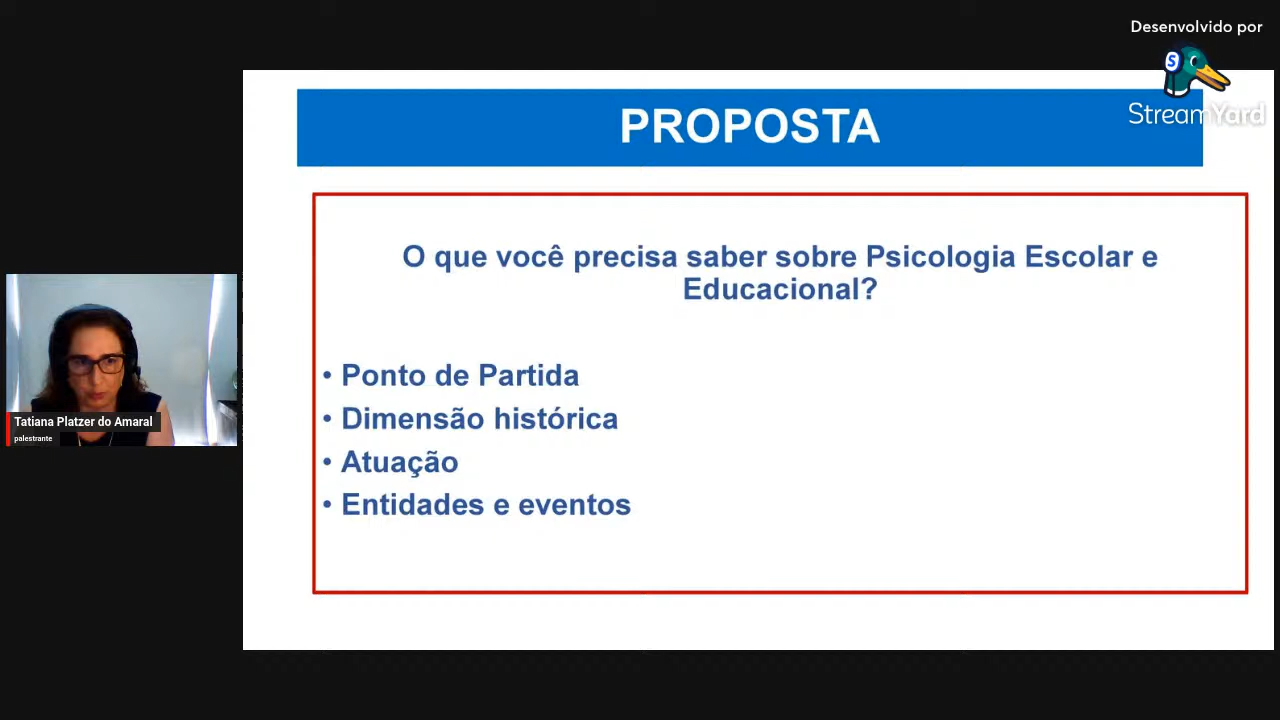 Desenvolvido por
StreamYard
PROPOSTA
O que você precisa saber sobre Psicologia Escolar e
Educacional?
• Ponto de Partida
• Dimensão histórica
• Atuação
• Entidades e eventos
Tatiana Platzer do Amaral
palestrante